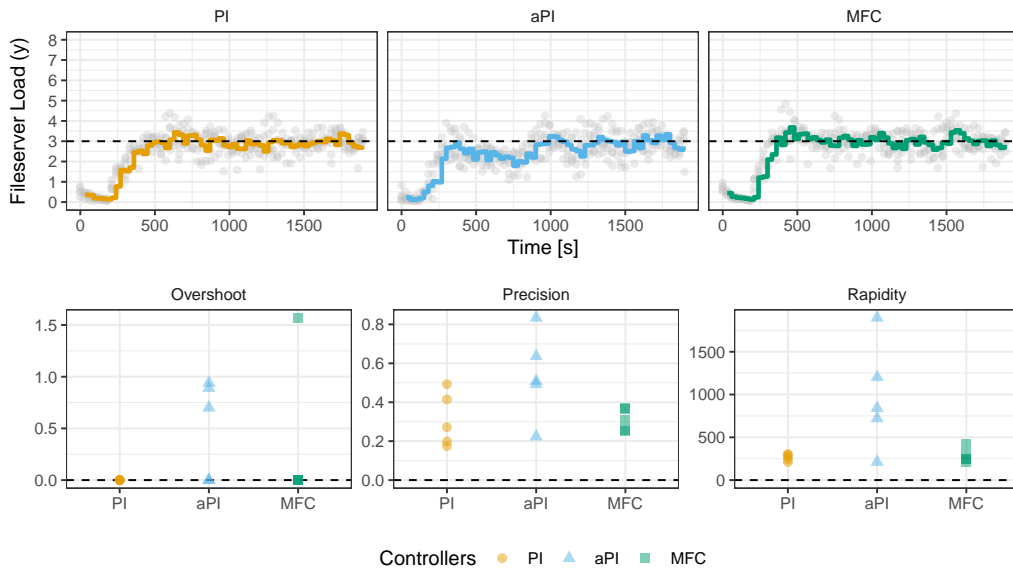 PI aPI MFC
Fileserver Load (y)
8
7
6
5
4
3
2
1
0
0 500 1000 1500 0 500 1000 1500 0 500 1000 1500
Time [s]
Overshoot Precision Rapidity
1.5
1.0
0.5
0.0
PI aPI MFC
0.8
0.6
0.4
0.2
0.0
PI aPI MFC
1500
1000
500
0
PI aPI MFC
Controllers PI aPI MFC